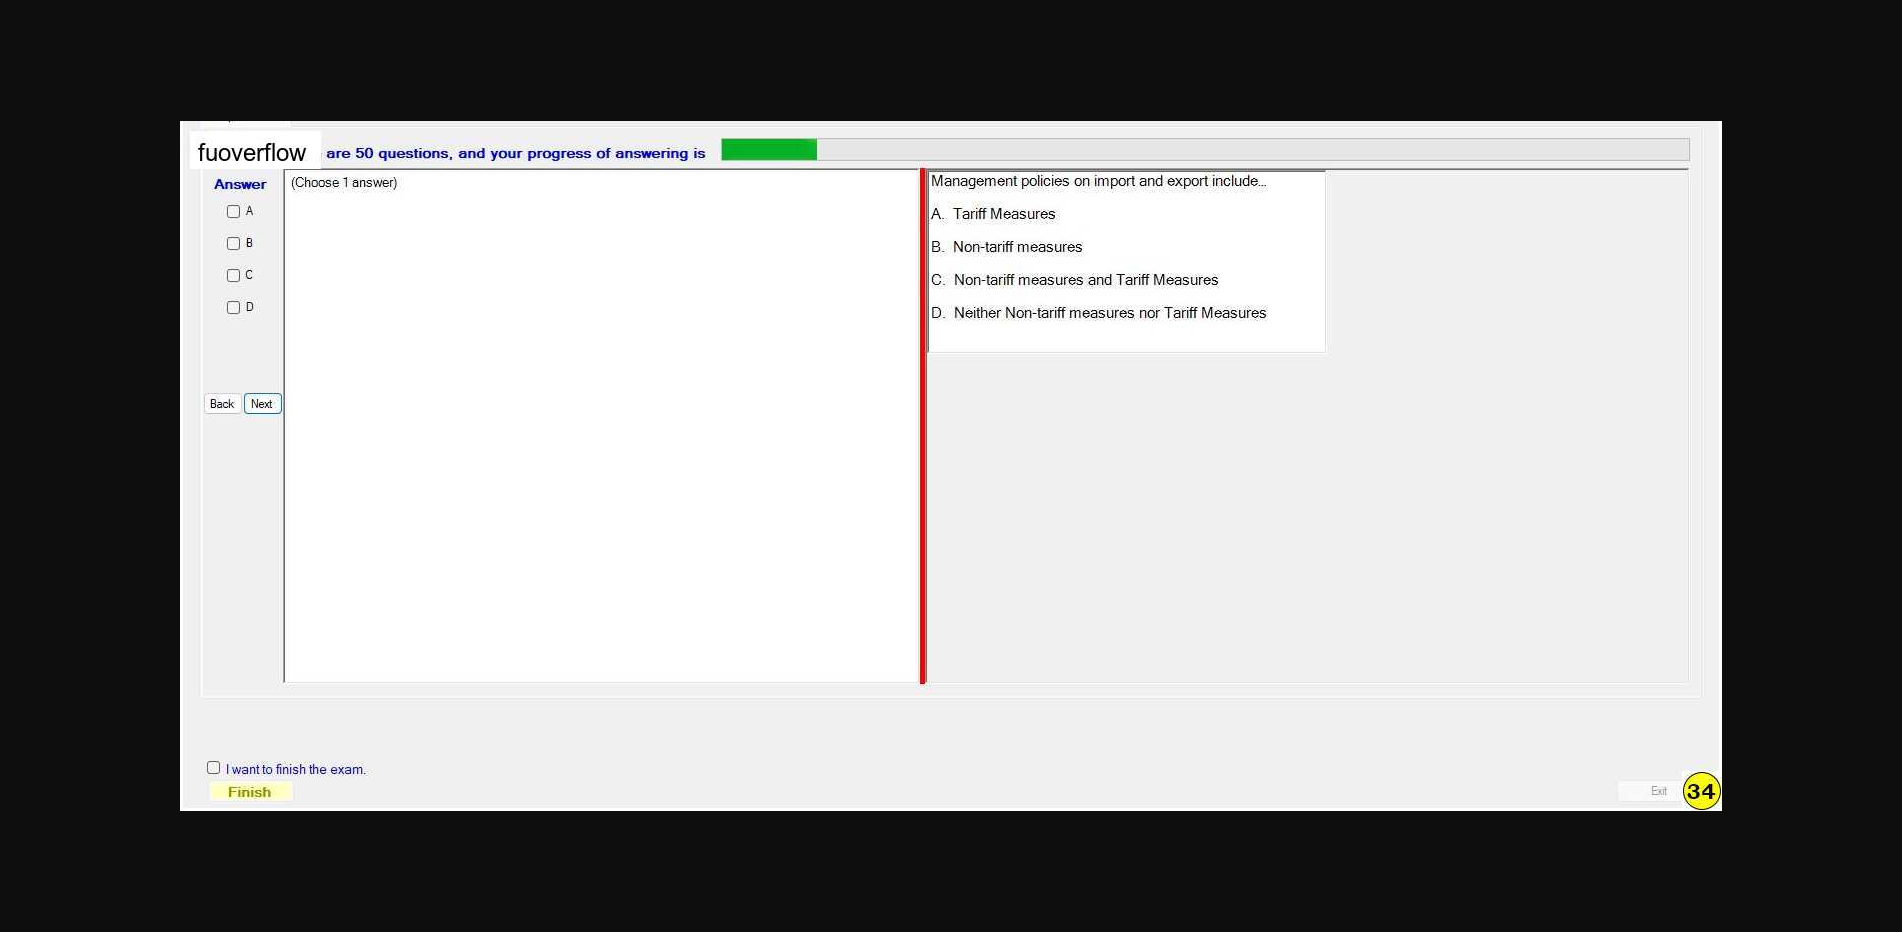 fuoverflow are 50 questions, and your progress of answering is
Answer
(Choose 1 answer)
A
B
C
D
Back Next
Management policies on import and export include...
A. Tariff Measures
B. Non-tariff measures
C. Non-tariff measures and Tariff Measures
D. Neither Non-tariff measures nor Tariff Measures
I want to finish the exam.
Finish
Exit
34